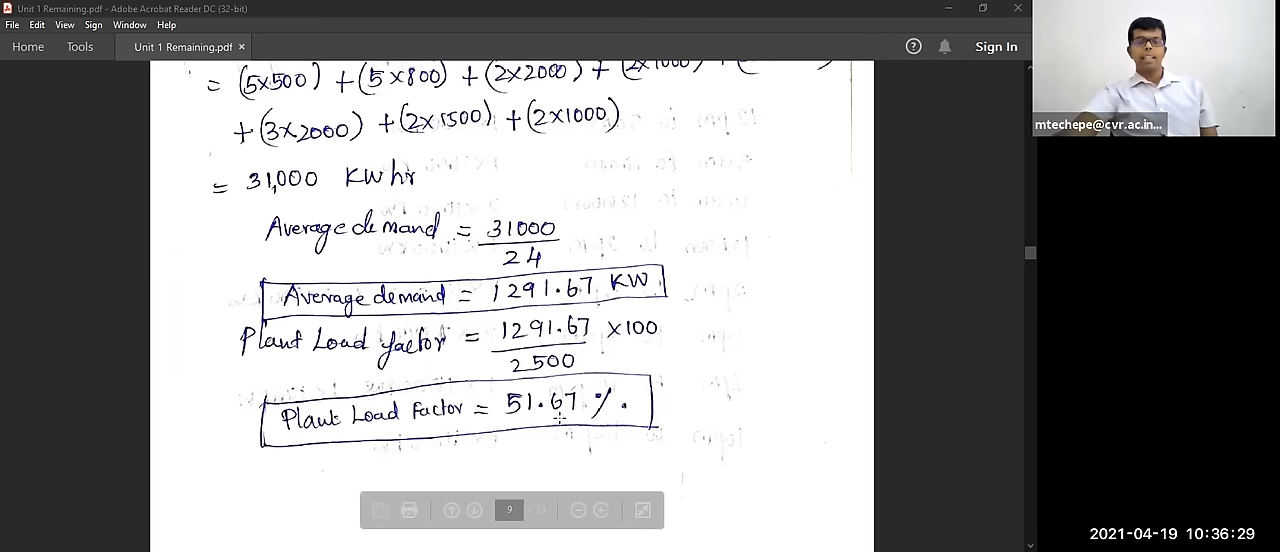 Unit 1 Remaining.pdf - Adobe Acrobat Reader DC (32-bit)
File Edit View Sign Window Help
Home Tools Unit 1 Remaining.pdf × Sign In
= (5x500) + (5x800) + (2x2000) + (2x1000)
+ (3x2000) + (2x1500) + (2x1000)
= 31,000 KWhr
Average demand = 31000
24
Average demand = 1291.67 KW
Plant Load factor = 1291.67 x100
2500
Plant Load Factor = 51.67 %.
9 / 23
mtechepe@cvr.ac.in...
2021-04-19 10:36:29